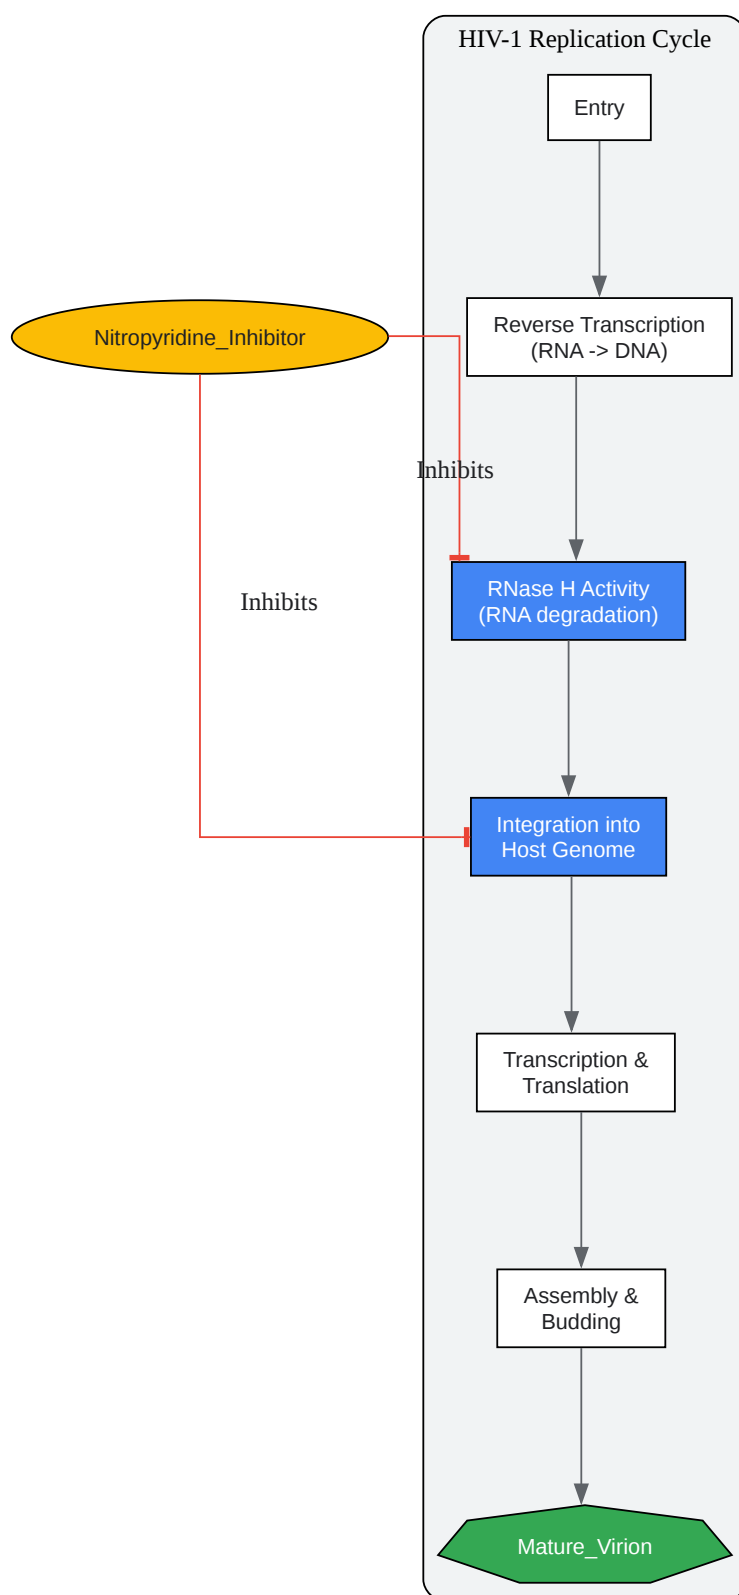 HIV-1 Replication Cycle
Entry
Nitropyridine_Inhibitor
Reverse Transcription
(RNA -> DNA)
Inhibits
RNase H Activity
(RNA degradation)
Inhibits
Integration into
Host Genome
Transcription &
Translation
Assembly &
Budding
Mature_Virion